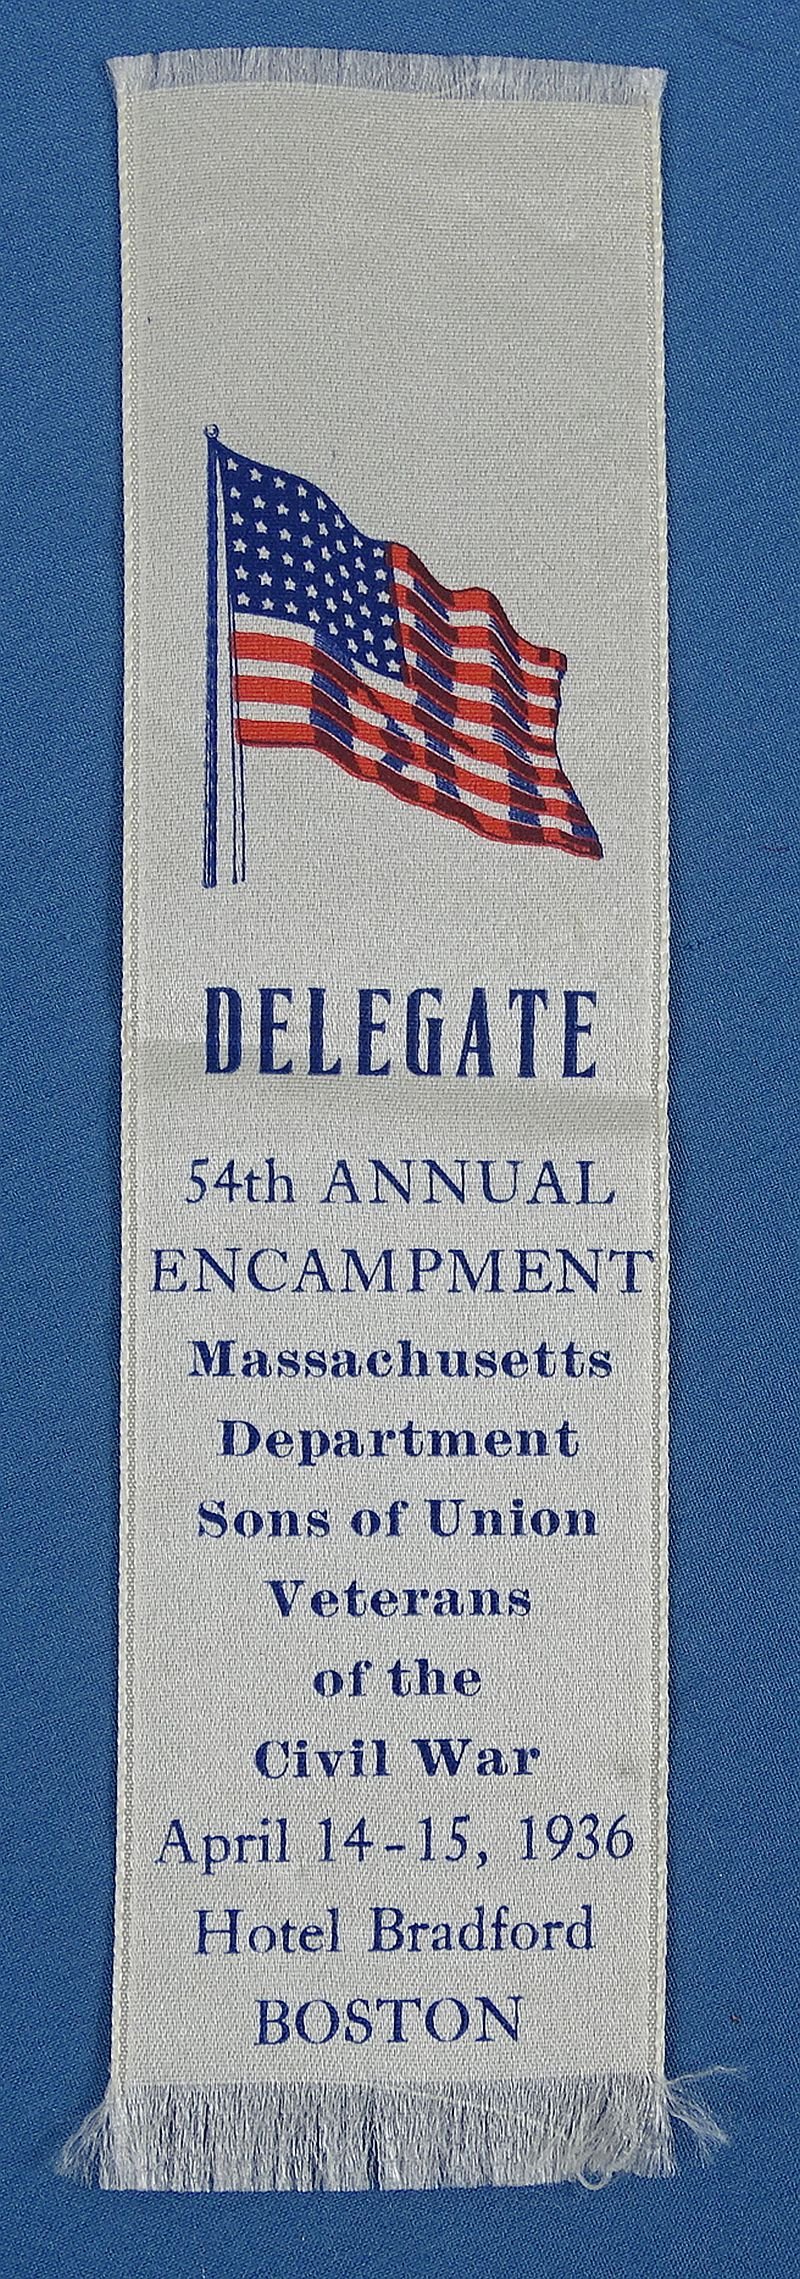 DELEGATE
54th ANNUAL
ENCAMPMENT
Massachusetts
Department
Sons of Union
Veterans
of the
Civil War
April 14-15, 1936
Hotel Bradford
BOSTON